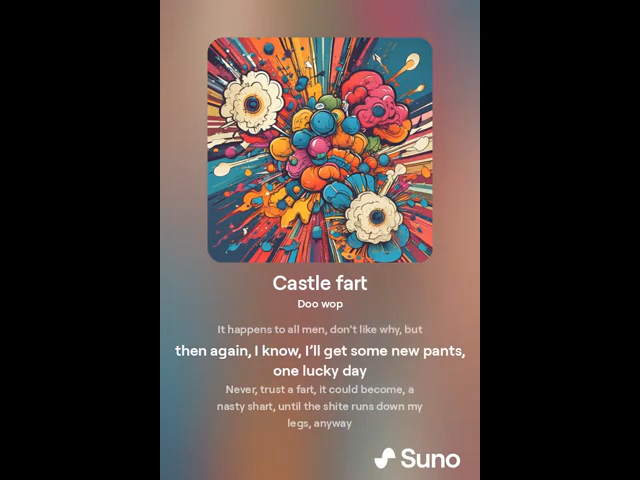 Castle fart
Doo wop
It happens to all men, don't like why, but
then again, I know, I'll get some new pants,
one lucky day
Never, trust a fart, it could become, a
nasty shart, until the shite runs down my
legs, anyway
Suno